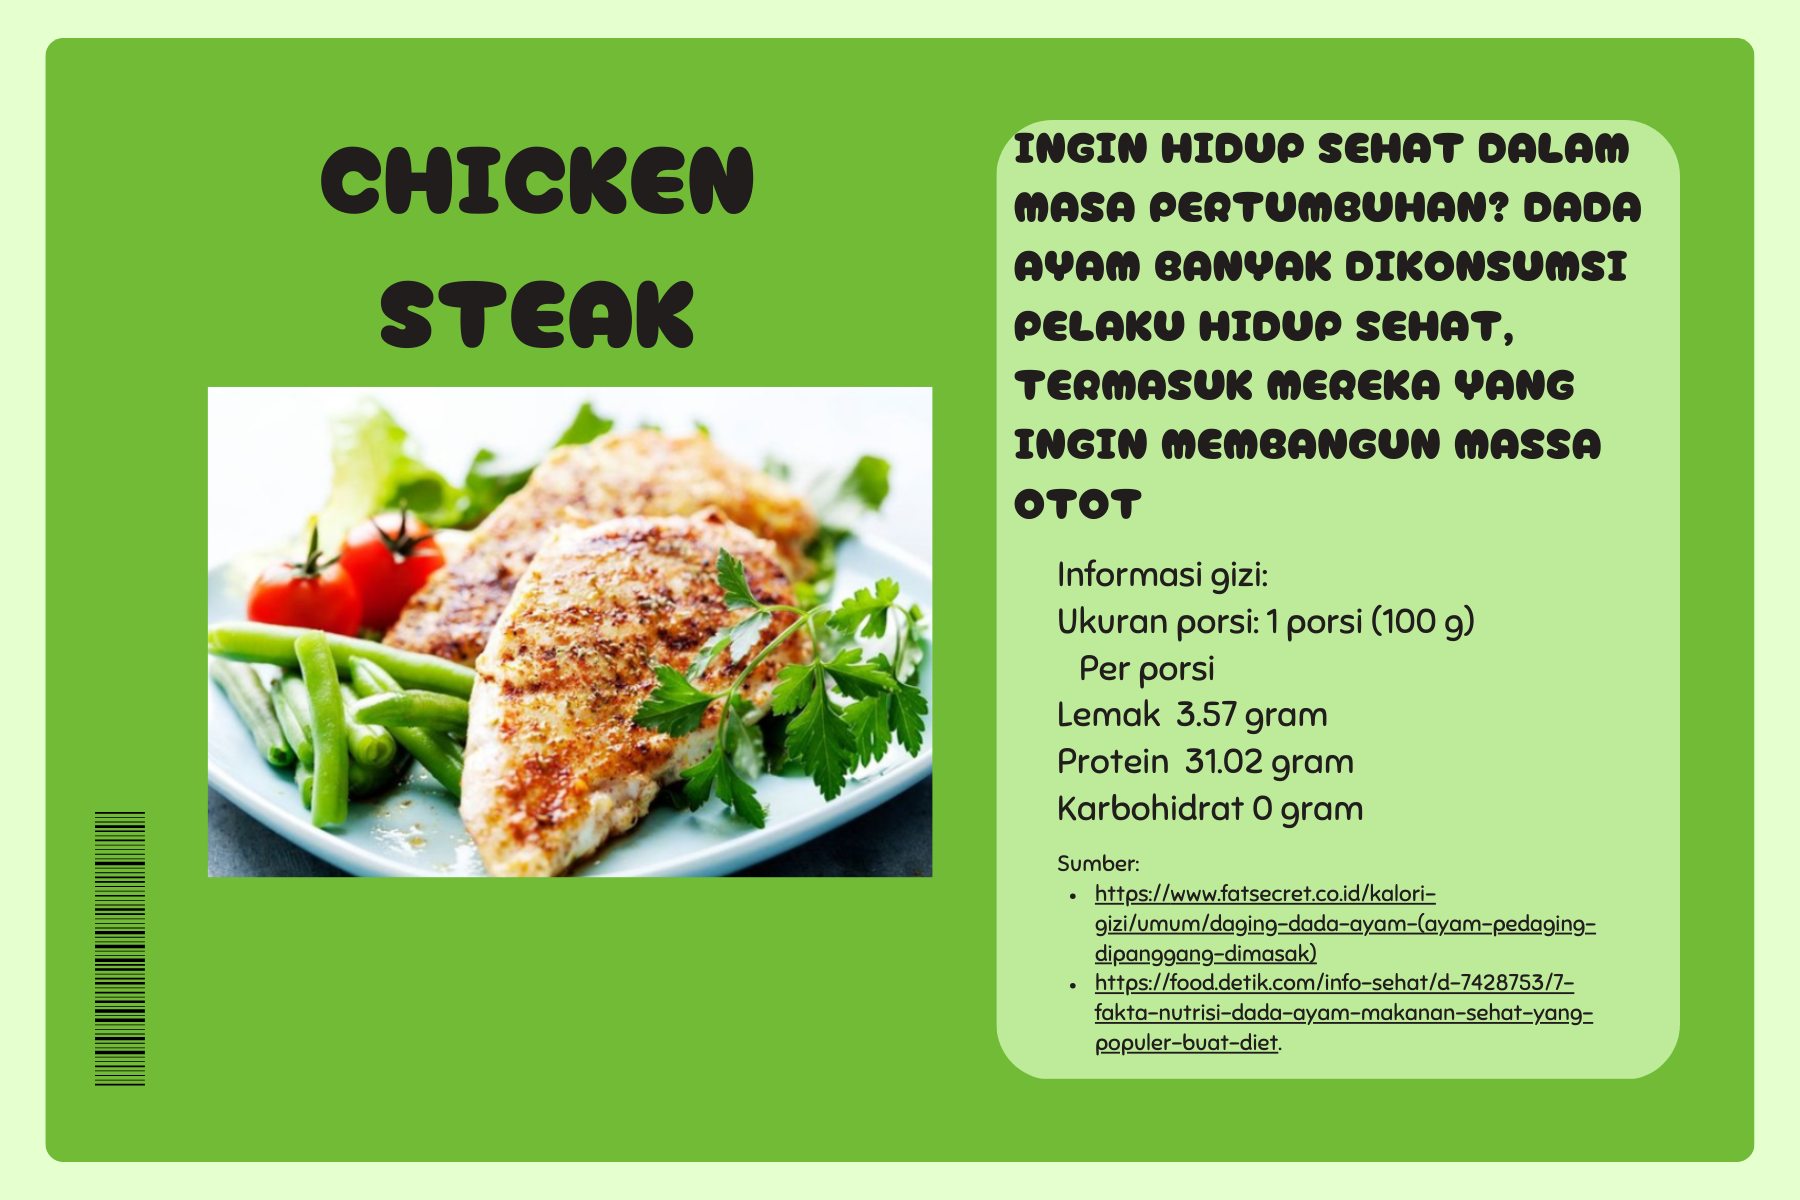 CHICKEN
STEAK
INGIN HIDUP SEHAT DALAM
MASA PERTUMBUHAN? DADA
AYAM BANYAK DIKONSUMSI
PELAKU HIDUP SEHAT,
TERMASUK MEREKA YANG
INGIN MEMBANGUN MASSA
OTOT
Informasi gizi:
Ukuran porsi: 1 porsi (100 g)
Per porsi
Lemak  3.57 gram
Protein  31.02 gram
Karbohidrat 0 gram
Sumber:
• https://www.fatsecret.co.id/kalori-
gizi/umum/daging-dada-ayam-(ayam-pedaging-
dipanggang-dimasak)
• https://food.detik.com/info-sehat/d-7428753/7-
fakta-nutrisi-dada-ayam-makanan-sehat-yang-
populer-buat-diet.